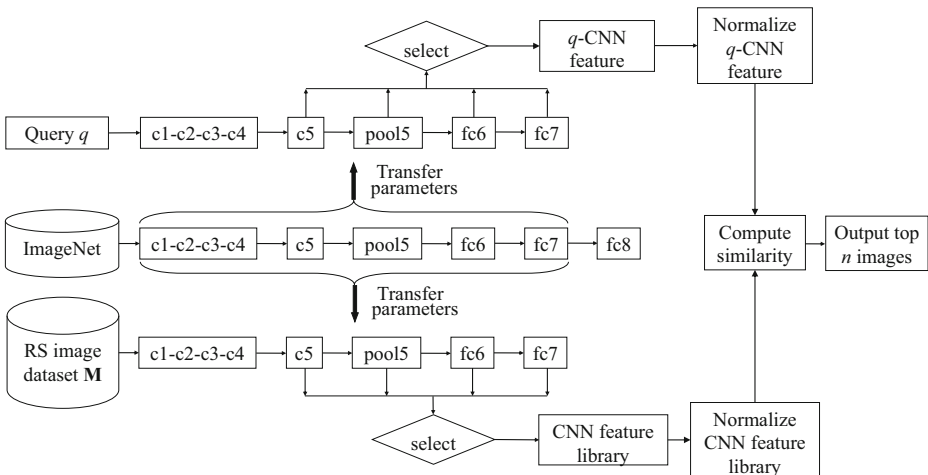 select
q-CNN
feature
Normalize
q-CNN
feature
Query q
c1-c2-c3-c4
c5
pool5
fc6
fc7
Transfer
parameters
ImageNet
c1-c2-c3-c4
c5
pool5
fc6
fc7
fc8
Compute
similarity
Output top
n images
Transfer
parameters
RS image
dataset M
c1-c2-c3-c4
c5
pool5
fc6
fc7
select
CNN feature
library
Normalize
CNN feature
library